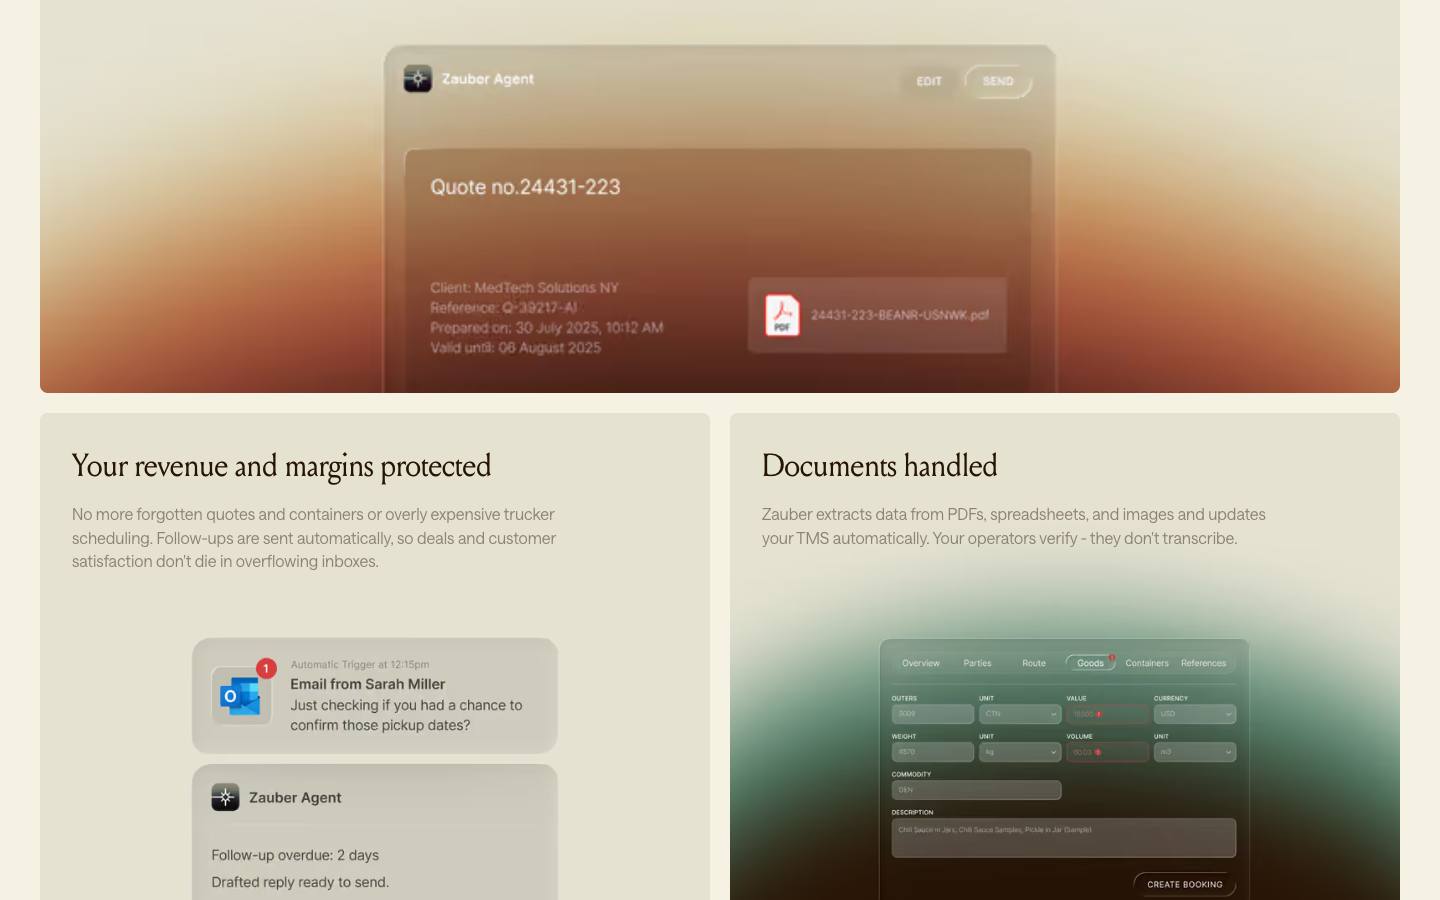 Zauber Agent
EDIT
SEND
Quote no.24431-223
Client: MedTech Solutions NY
Reference: Q-39217-AI
Prepared on: 30 July 2025, 10:12 AM
Valid until: 06 August 2025
PDF
24431-223-BEANR-USNWK.pdf
Your revenue and margins protected
No more forgotten quotes and containers or overly expensive trucker
scheduling. Follow-ups are sent automatically, so deals and customer
satisfaction don't die in overflowing inboxes.
1
Automatic Trigger at 12:15pm
Email from Sarah Miller
Just checking if you had a chance to
confirm those pickup dates?
Zauber Agent
Follow-up overdue: 2 days
Drafted reply ready to send.
Documents handled
Zauber extracts data from PDFs, spreadsheets, and images and updates
your TMS automatically. Your operators verify - they don't transcribe.
Overview Parties Route Goods Containers References
OUTERS UNIT VALUE CURRENCY
CTN USD
WEIGHT UNIT VOLUME UNIT
kg m3
COMMODITY
DESCRIPTION
Chili Sauce in Jars, Chili Sauce Samples, Pickle in Jar (Sample)
CREATE BOOKING